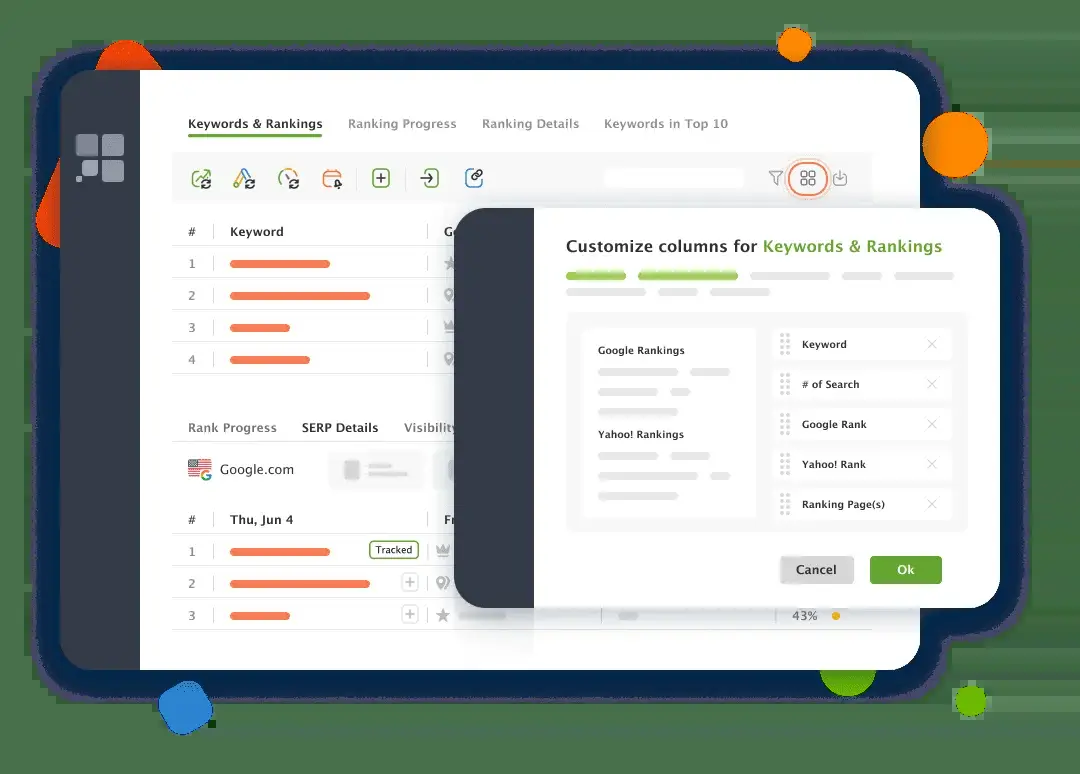 Keywords & Rankings Ranking Progress Ranking Details Keywords in Top 10
# Keyword
1
2
3
4
Rank Progress SERP Details Visibility
Google.com
# Thu, Jun 4
1 Tracked
2
3 43%
Customize columns for Keywords & Rankings
Google Rankings
Yahoo! Rankings
Keyword
# of Search
Google Rank
Yahoo! Rank
Ranking Page(s)
Cancel Ok